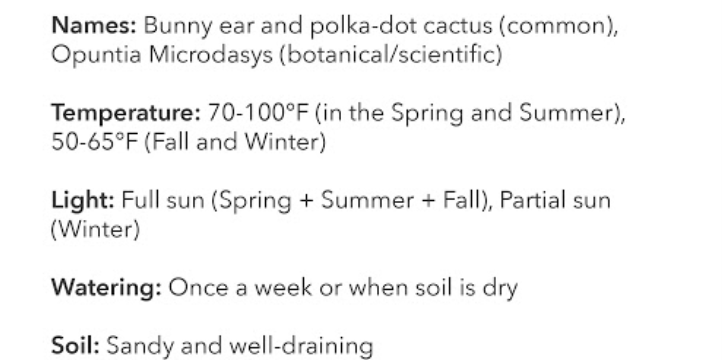 Names: Bunny ear and polka-dot cactus (common),
Opuntia Microdasys (botanical/scientific)
Temperature: 70-100°F (in the Spring and Summer),
50-65°F (Fall and Winter)
Light: Full sun (Spring + Summer + Fall), Partial sun
(Winter)
Watering: Once a week or when soil is dry
Soil: Sandy and well-draining